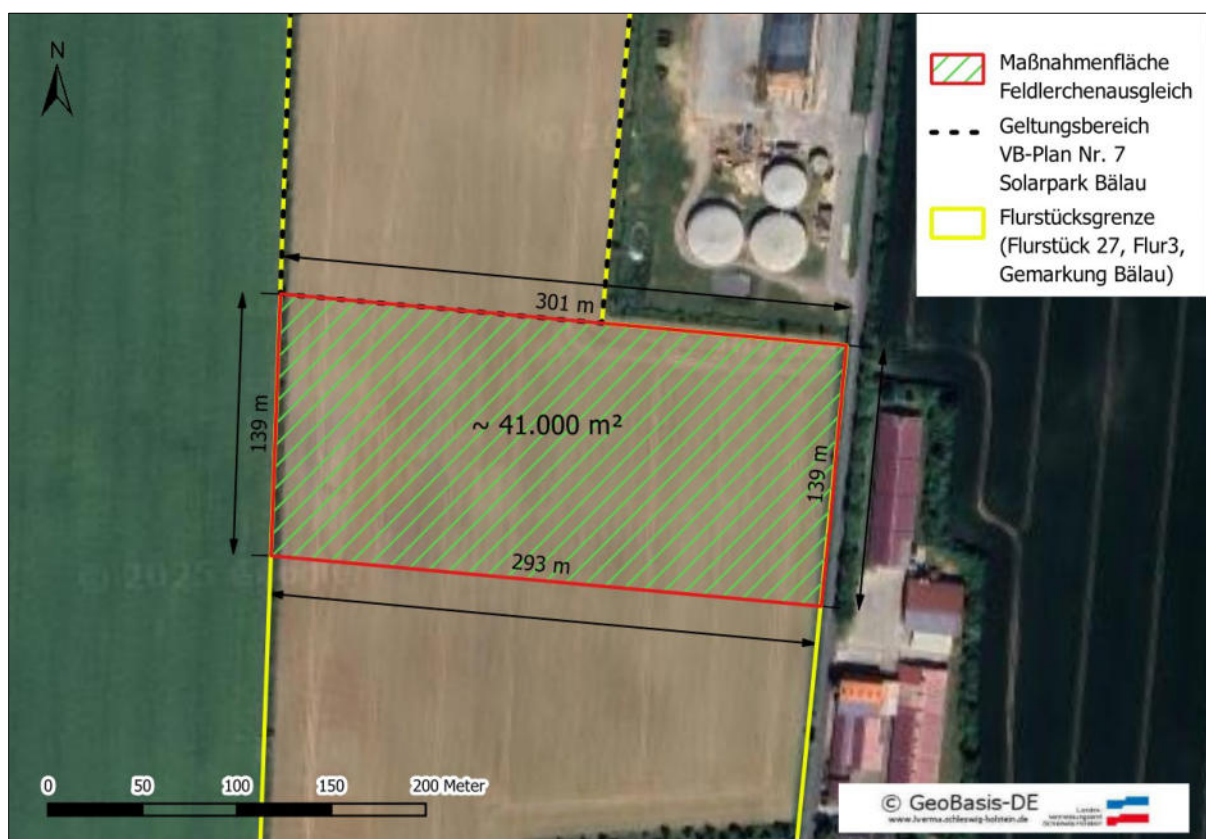 N
Maßnahmenfläche
Feldlerchenausgleich
Geltungsbereich
VB-Plan Nr. 7
Solarpark Bälau
Flurstücksgrenze
(Flurstück 27, Flur3,
Gemarkung Bälau)
301 m
139 m
~ 41.000 m²
139 m
293 m
0 50 100 150 200 Meter
© GeoBasis-DE
www.lverma.schleswig-holstein.de